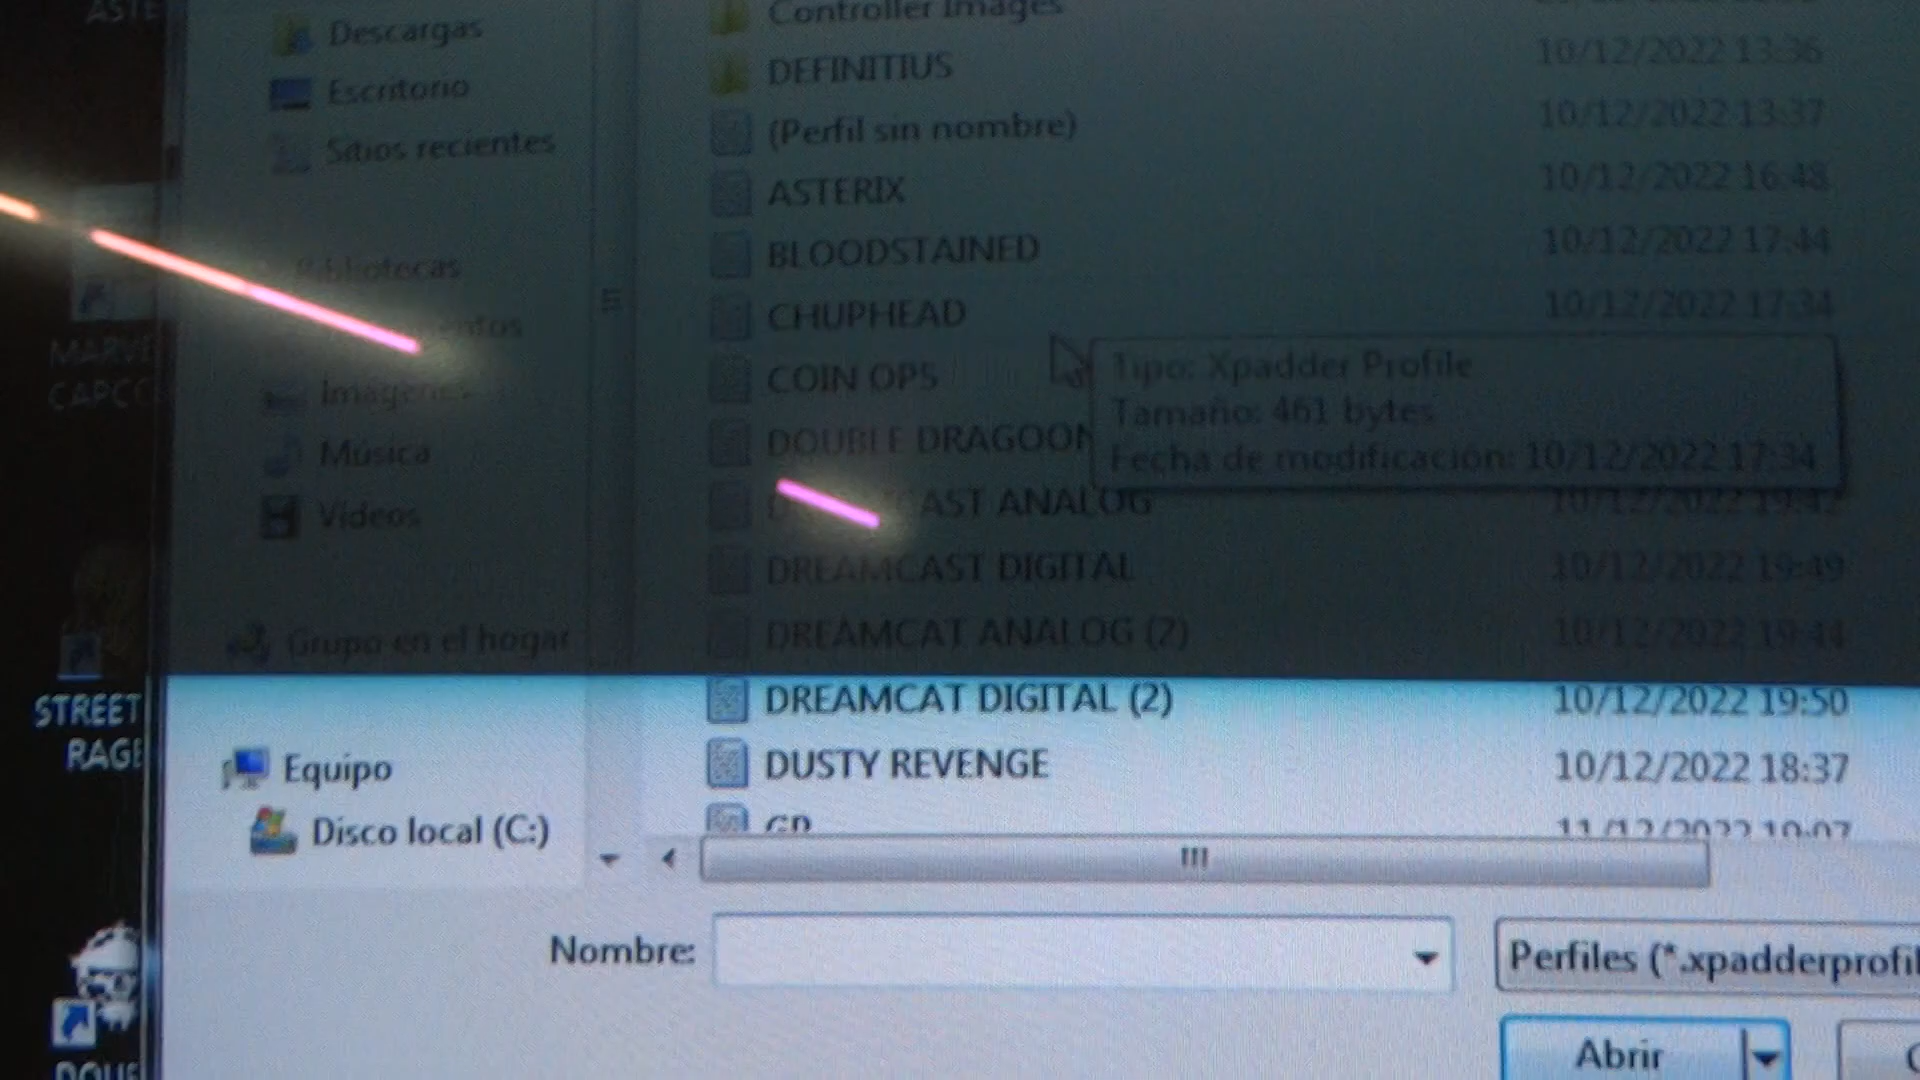 ASTE
Descargas
Escritorio
Sitios recientes
Bibliotecas
Imágenes
Música
Vídeos
Grupo en el hogar
Equipo
Disco local (C:)
MARVE
CAPCO
STREET
RAGE
DOUB
Controller Images
DEFINITIUS 10/12/2022 13:36
(Perfil sin nombre) 10/12/2022 13:37
ASTERIX 10/12/2022 16:48
BLOODSTAINED 10/12/2022 17:44
CHUPHEAD 10/12/2022 17:34
COIN OPS
DOUBLE DRAGOON
Tipo: Xpadder Profile
Tamaño: 461 bytes
Fecha de modificación: 10/12/2022 17:34
CAST ANALOG 10/12/2022 19:42
DREAMCAST DIGITAL 10/12/2022 19:49
DREAMCAT ANALOG (2) 10/12/2022 19:44
DREAMCAT DIGITAL (2) 10/12/2022 19:50
DUSTY REVENGE 10/12/2022 18:37
Nombre:
Perfiles (*.xpadderprofil
Abrir